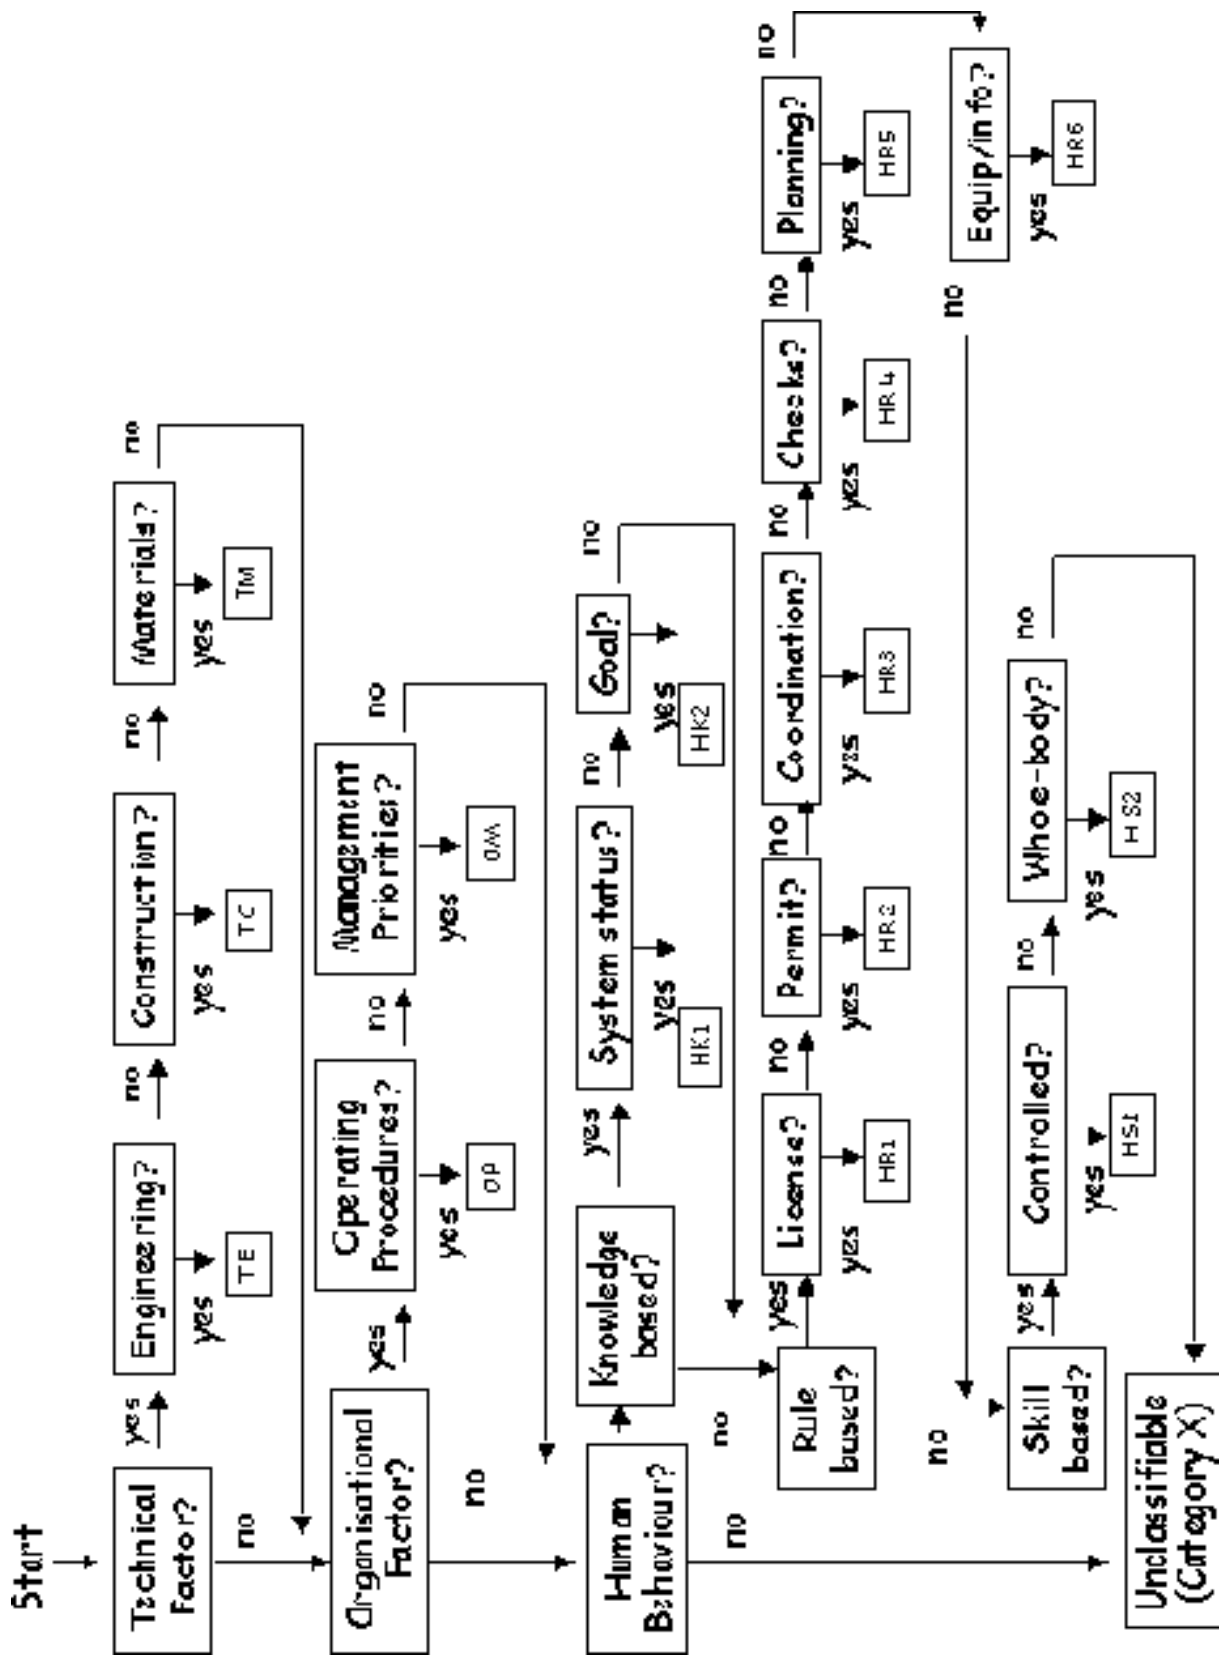 Start
Technical
Factor?
yes
Engineering?
yes
TE
no
Construction?
yes
TC
no
Materials?
yes
TM
no
no
Organisational
Factor?
yes
Operating
Procedures?
yes
OP
no
Management
Priorities?
yes
OM
no
no
Human
Behaviour?
Knowledge
based?
yes
System status?
yes
HK1
no
Goal?
yes
HK2
no
no
Rule
based?
yes
License?
yes
HR1
no
Permit?
yes
HR2
no
Coordination?
yes
HR3
no
Checks?
yes
HR4
no
Planning?
yes
HR5
no
Equip/info?
yes
HR6
no
no
Skill
based?
yes
Controlled?
yes
HS1
no
Whoe-body?
yes
HS2
no
no
Unclassifiable
(Category X)